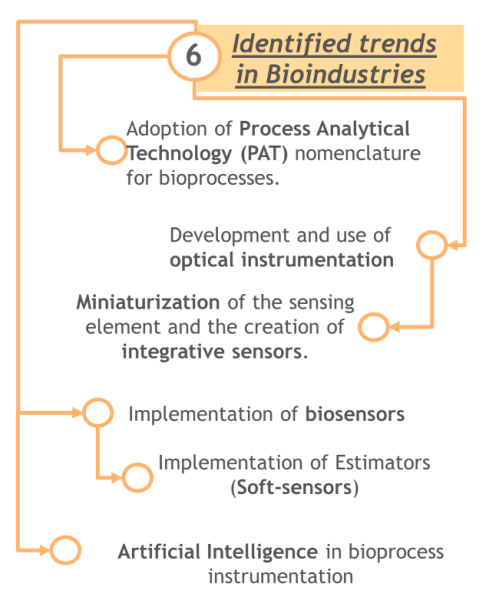 6
Identified trends
in Bioindustries
Adoption of Process Analytical
Technology (PAT) nomenclature
for bioprocesses.
Development and use of
optical instrumentation
Miniaturization of the sensing
element and the creation of
integrative sensors.
Implementation of biosensors
Implementation of Estimators
(Soft-sensors)
Artificial Intelligence in bioprocess
instrumentation